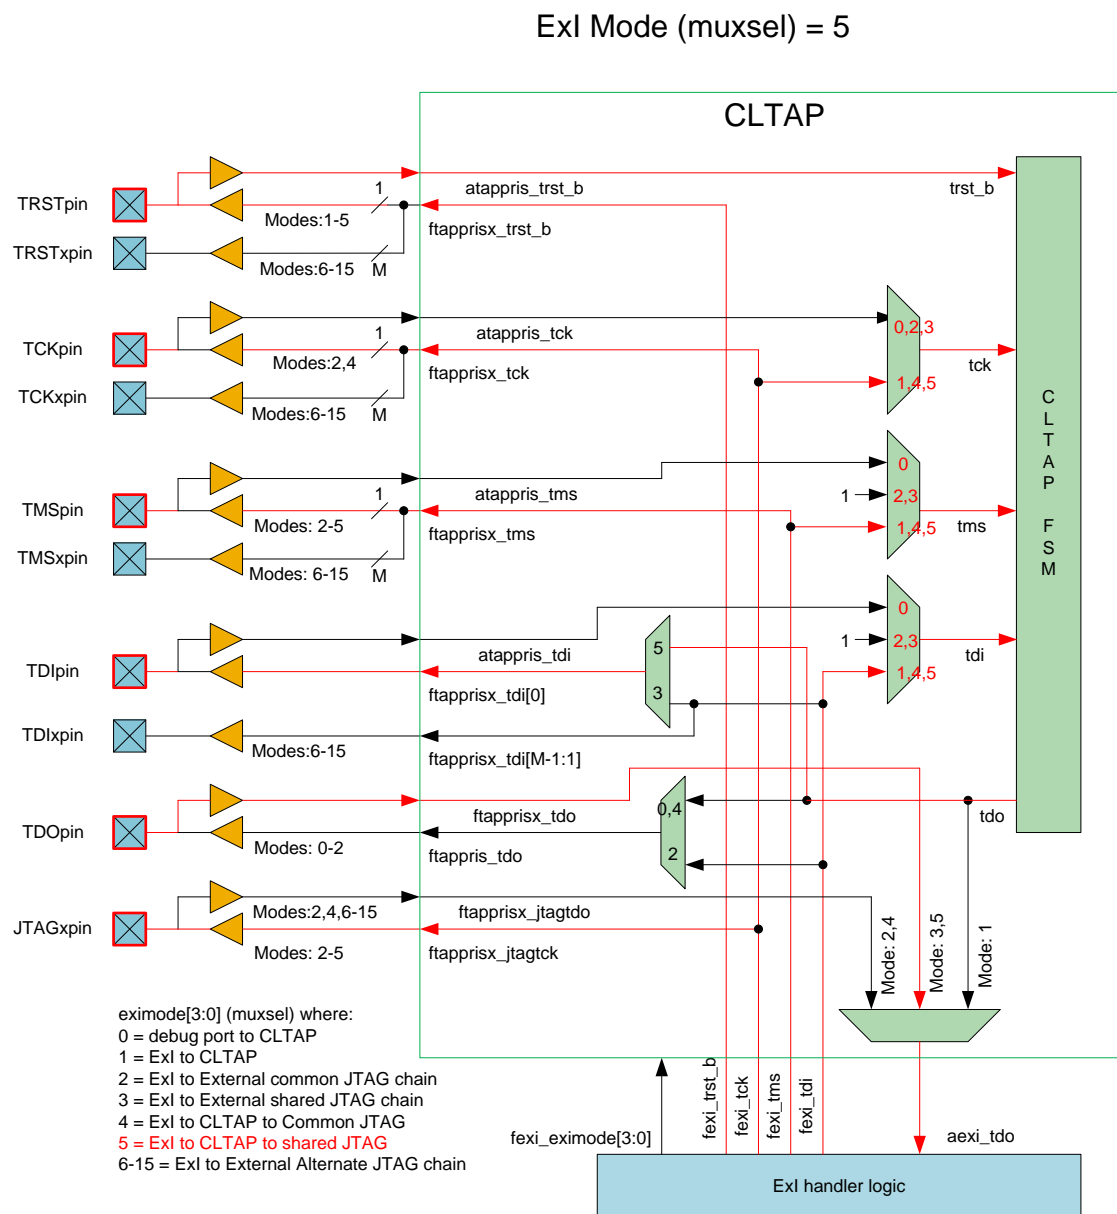 ExI Mode (muxsel) = 5
CLTAP
TRSTpin
1
atappris_trst_b
trst_b
Modes:1-5
ftapprisx_trst_b
TRSTxpin
Modes:6-15
M
TCKpin
1
atappris_tck
0,2,3
tck
Modes:2,4
ftapprisx_tck
1,4,5
TCKxpin
Modes:6-15
M
CLTAP FSM
TMSpin
1
atappris_tms
0
1
2,3
tms
Modes: 2-5
ftapprisx_tms
1,4,5
TMSxpin
Modes: 6-15
M
0
1
2,3
tdi
TDIpin
atappris_tdi
5
1,4,5
ftapprisx_tdi[0]
3
TDIxpin
Modes:6-15
ftapprisx_tdi[M-1:1]
TDOpin
ftapprisx_tdo
0,4
tdo
Modes: 0-2
ftappris_tdo
2
JTAGxpin
Modes:2,4,6-15
ftapprisx_jtagtdo
Modes: 2-5
ftapprisx_jtagtck
Mode: 2,4
Mode: 3,5
Mode: 1
eximode[3:0] (muxsel) where:
0 = debug port to CLTAP
1 = ExI to CLTAP
2 = ExI to External common JTAG chain
3 = ExI to External shared JTAG chain
4 = ExI to CLTAP to Common JTAG
5 = ExI to CLTAP to shared JTAG
6-15 = ExI to External Alternate JTAG chain
fexi_eximode[3:0]
fexi_trst_b
fexi_tck
fexi_tms
fexi_tdi
aexi_tdo
ExI handler logic